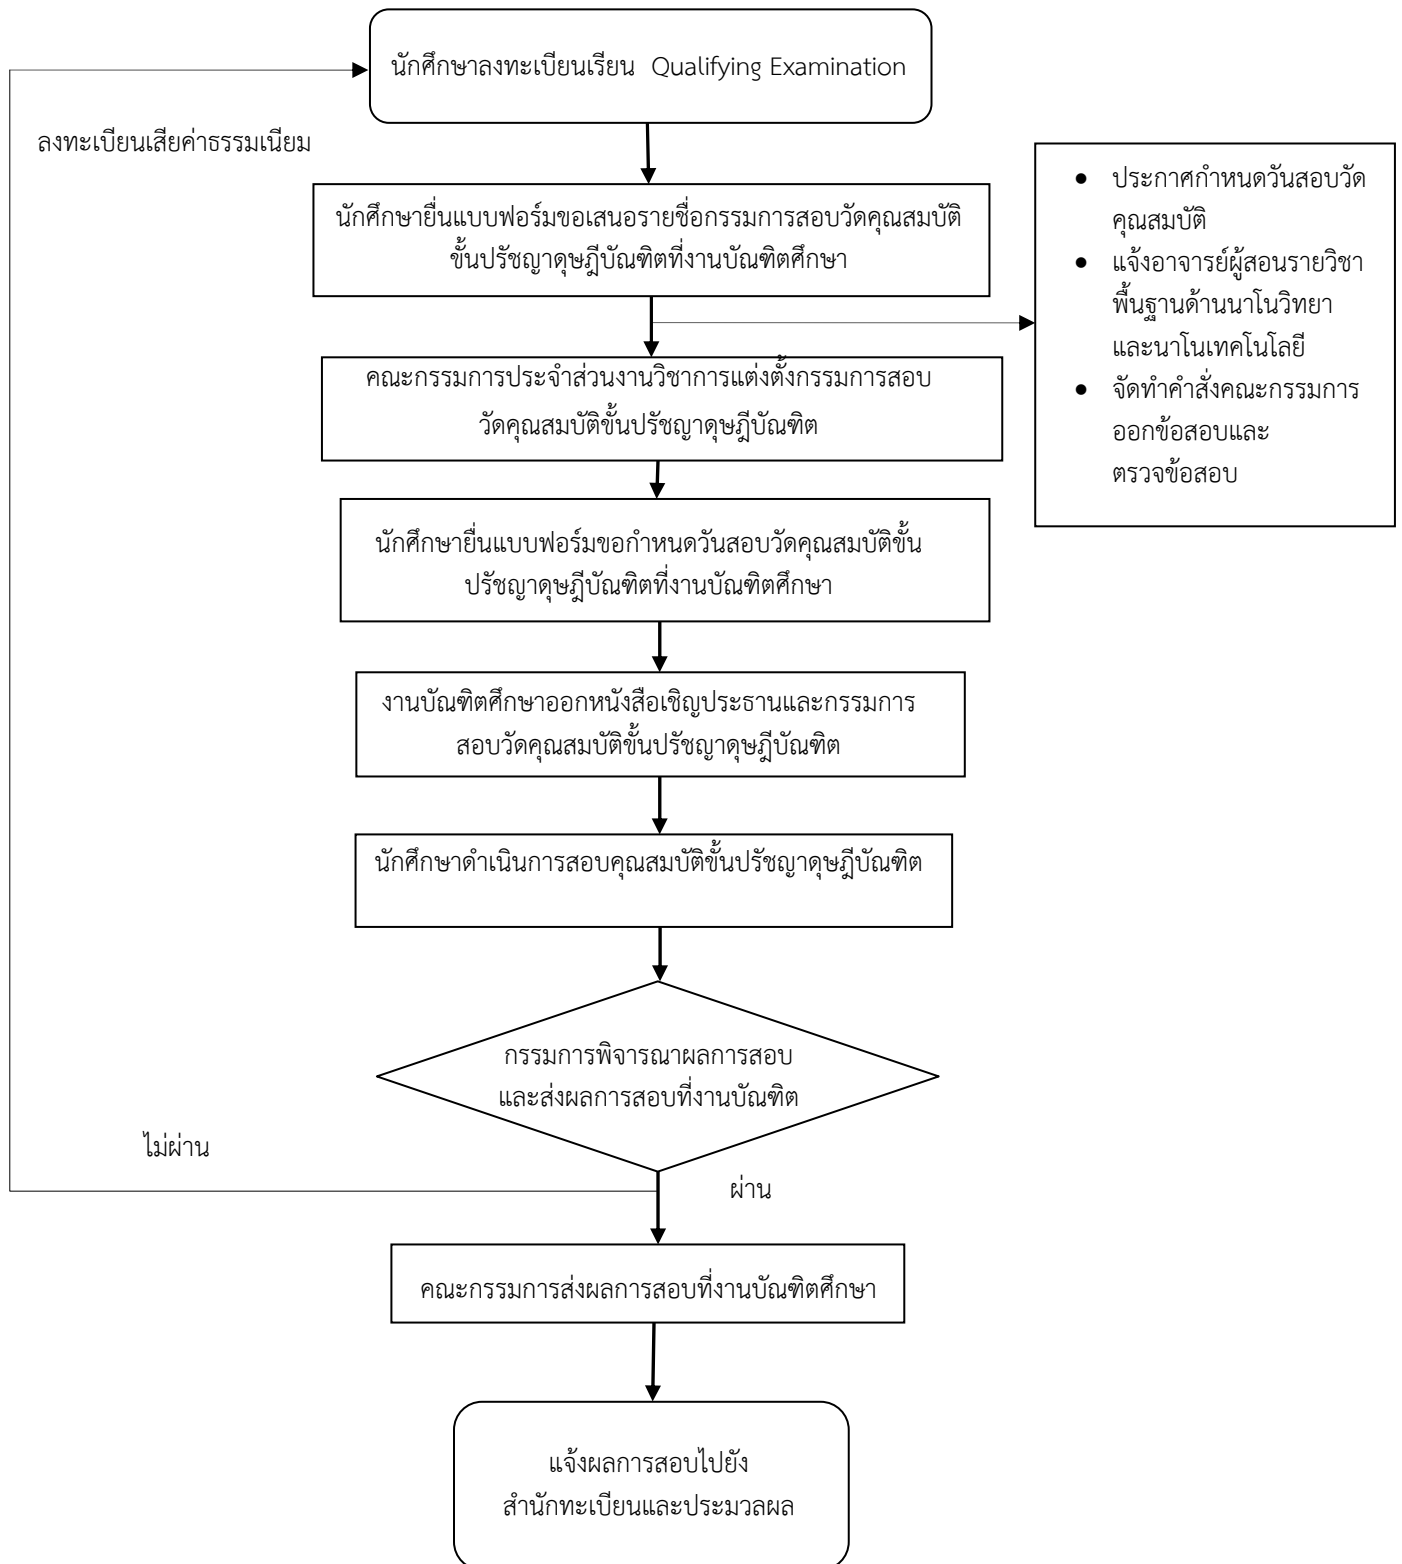 นักศึกษาลงทะเบียนเรียน Qualifying Examination
ลงทะเบียนเสียค่าธรรมเนียม
นักศึกษายื่นแบบฟอร์มขอเสนอรายชื่อกรรมการสอบวัดคุณสมบัติ
ขั้นปรัชญาดุษฎีบัณฑิตที่งานบัณฑิตศึกษา
• ประกาศกำหนดวันสอบวัด
คุณสมบัติ
• แจ้งอาจารย์ผู้สอนรายวิชา
พื้นฐานด้านนาโนวิทยา
และนาโนเทคโนโลยี
• จัดทำคำสั่งคณะกรรมการ
ออกข้อสอบและ
ตรวจข้อสอบ
คณะกรรมการประจำส่วนงานวิชาการแต่งตั้งกรรมการสอบ
วัดคุณสมบัติขั้นปรัชญาดุษฎีบัณฑิต
นักศึกษายื่นแบบฟอร์มขอกำหนดวันสอบวัดคุณสมบัติขั้น
ปรัชญาดุษฎีบัณฑิตที่งานบัณฑิตศึกษา
งานบัณฑิตศึกษาออกหนังสือเชิญประธานและกรรมการ
สอบวัดคุณสมบัติขั้นปรัชญาดุษฎีบัณฑิต
นักศึกษาดำเนินการสอบคุณสมบัติขั้นปรัชญาดุษฎีบัณฑิต
กรรมการพิจารณาผลการสอบ
และส่งผลการสอบที่งานบัณฑิต
ไม่ผ่าน
ผ่าน
คณะกรรมการส่งผลการสอบที่งานบัณฑิตศึกษา
แจ้งผลการสอบไปยัง
สำนักทะเบียนและประมวลผล